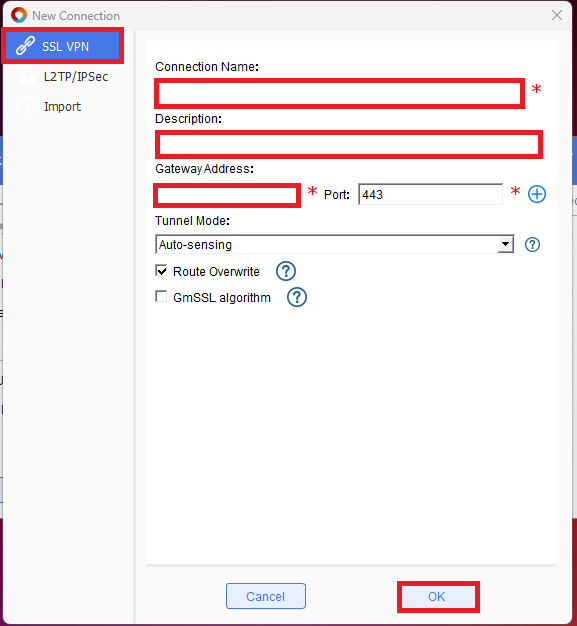 New Connection
SSL VPN
L2TP/IPSec
Import
Connection Name:
*
Description:
Gateway Address:
* Port: 443 *
Tunnel Mode:
Auto-sensing ?
Route Overwrite ?
GmSSL algorithm ?
Cancel OK